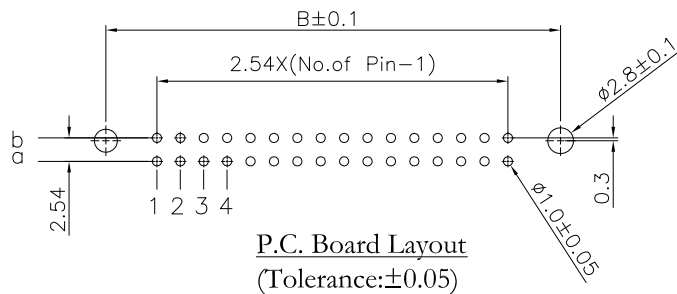 B±0.1
2.54X(No.of Pin-1)
ø2.8±0.1
b
a
2.54
1 2 3 4
0.3
ø1.0±0.05
P.C. Board Layout
(Tolerance:±0.05)